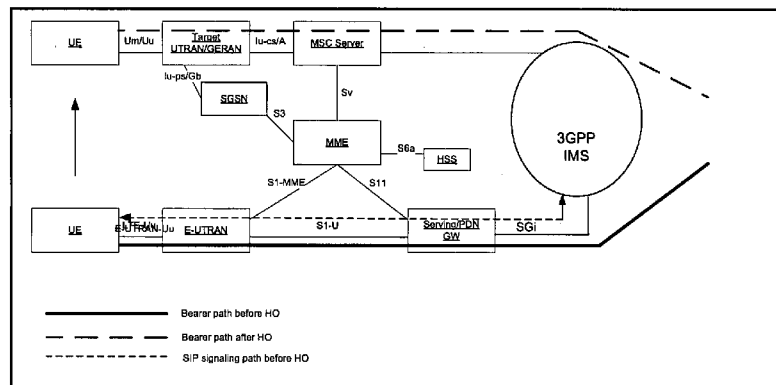 UE
Um/Uu
Target
UTRAN/GERAN
Iu-cs/A
MSC Server
Iu-ps/Gb
SGSN
S3
Sv
MME
S6a
HSS
3GPP
IMS
S1-MME
S11
UE
E-UTRAN-Uu
E-UTRAN
S1-U
Serving/PDN
GW
SGi
Bearer path before HO
Bearer path after HO
SIP signaling path before HO